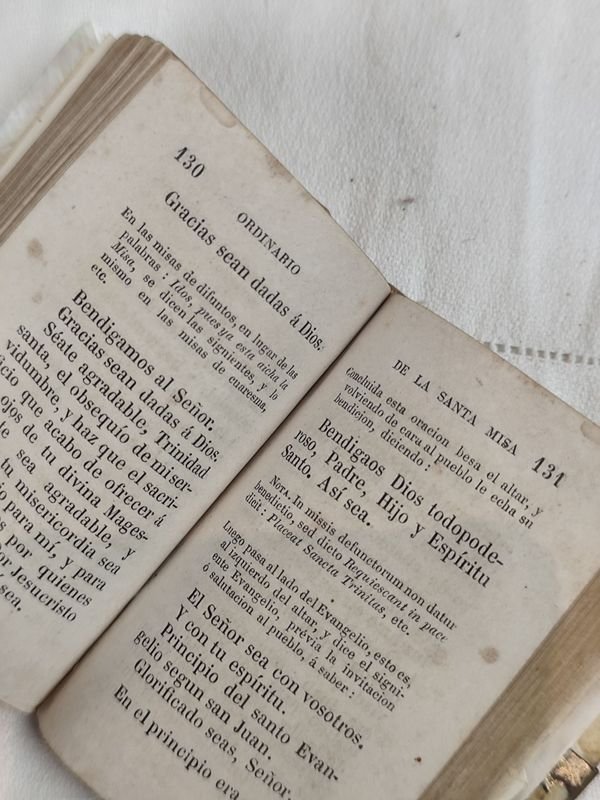 130
ORDINARIO
Gracias sean dadas á Dios.
En las misas de difuntos, en lugar de las
palabras: Idos, pues ya esta dicha la
Misa, se dicen las siguientes, y lo
mismo en las misas de cuaresma,
etc.
Bendigamos al Señor.
Gracias sean dadas á Dios.
Séate agradable, Trinidad
santa, el obsequio de miser-
vidumbre, y haz que el sacri-
cio que acabo de ofrecer á
ojos de tu divina Mages-
sea agradable, y
tu misericordia sea
para mí, y para
por quienes
Jesucristo
sea.
DE LA SANTA MISA
131
Concluida esta oracion besa el altar, y
volviendo de cara al pueblo le echa su
bendicion, diciendo:
Bendigaos Dios todopode-
roso, Padre, Hijo y Espíritu
Santo. Así sea.
NOTA. In missis defunctorum non datur
benedictio, sed dicto Requiescant in pace
dicit: Placeat Sancta Trinitas, etc.
Luego pasa al lado del Evangelio, esto es,
al izquierdo del altar, y dice el sigui-
ente Evangelio, prévia la invitacion
ó salutacion al pueblo, á saber:
El Señor sea con vosotros.
Y con tu espíritu.
Principio del santo Evan-
gelio segun san Juan.
Glorificado seas, Señor.
En el principio era